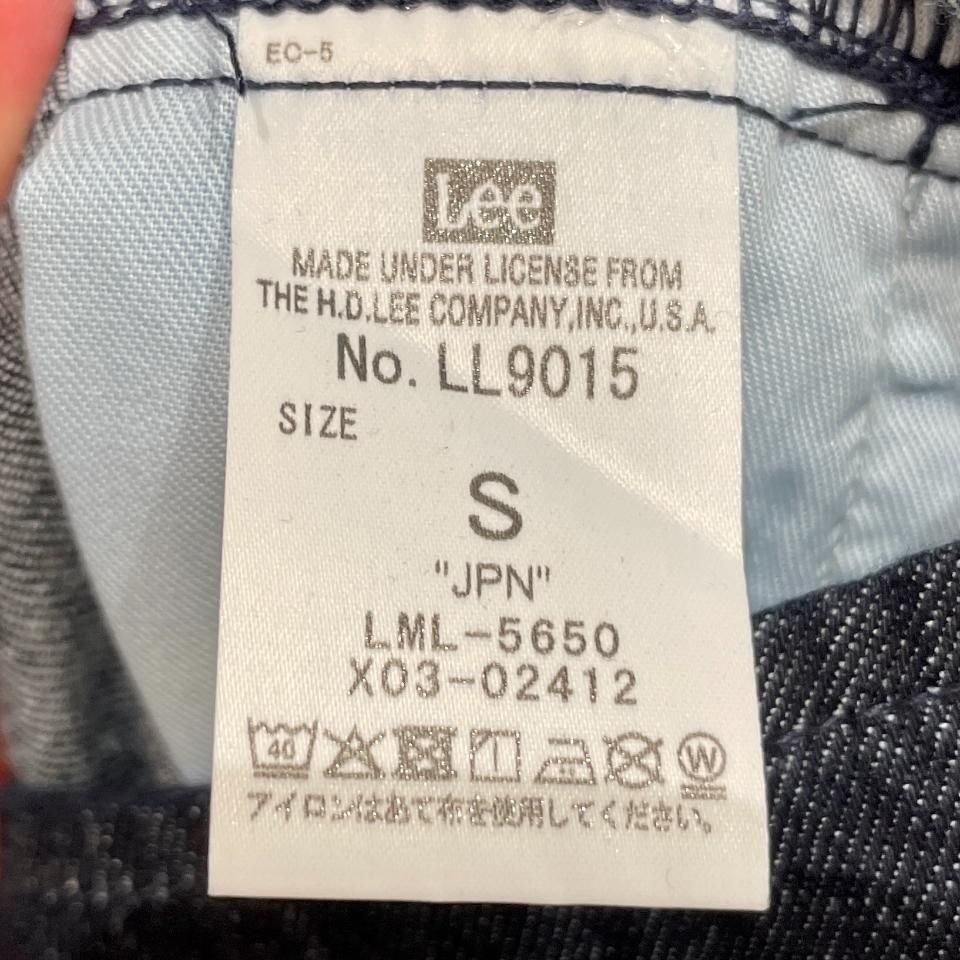 EC-5
Lee
MADE UNDER LICENSE FROM
THE H.D.LEE COMPANY,INC.,U.S.A.
No. LL9015
SIZE
S
"JPN"
LML-5650
X03-02412
40 W
アイロンはあて布を使用してください。